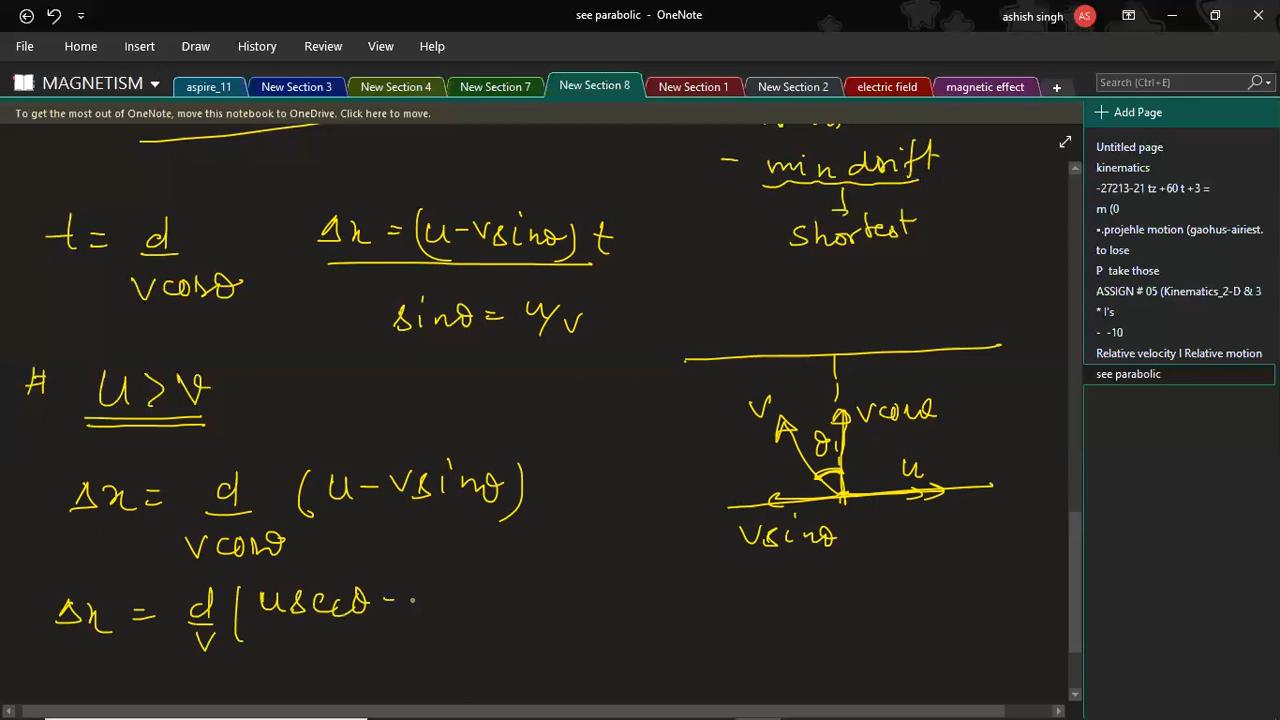 see parabolic - OneNote
ashish singh AS
File Home Insert Draw History Review View Help
MAGNETISM
aspire_11 New Section 3 New Section 4 New Section 7 New Section 8 New Section 1 New Section 2 electric field magnetic effect +
Search (Ctrl+E)
To get the most out of OneNote, move this notebook to OneDrive. Click here to move.
Add Page
Untitled page
kinematics
-27213-21 tz +60 t +3 =
m (0
•.projehle motion (gaohus-airiest.
to lose
P take those
ASSIGN # 05 (Kinematics_2-D & 3
* I's
- -10
Relative velocity I Relative motion
see parabolic
- min drift
shortest
t = d / vcosθ
Δx = (u-vsinθ) t
sinθ = u/v
# u > v
v
θ
vcosθ
u
vsinθ
Δx = d / vcosθ (u - vsinθ)
Δx = d / v (usecθ -